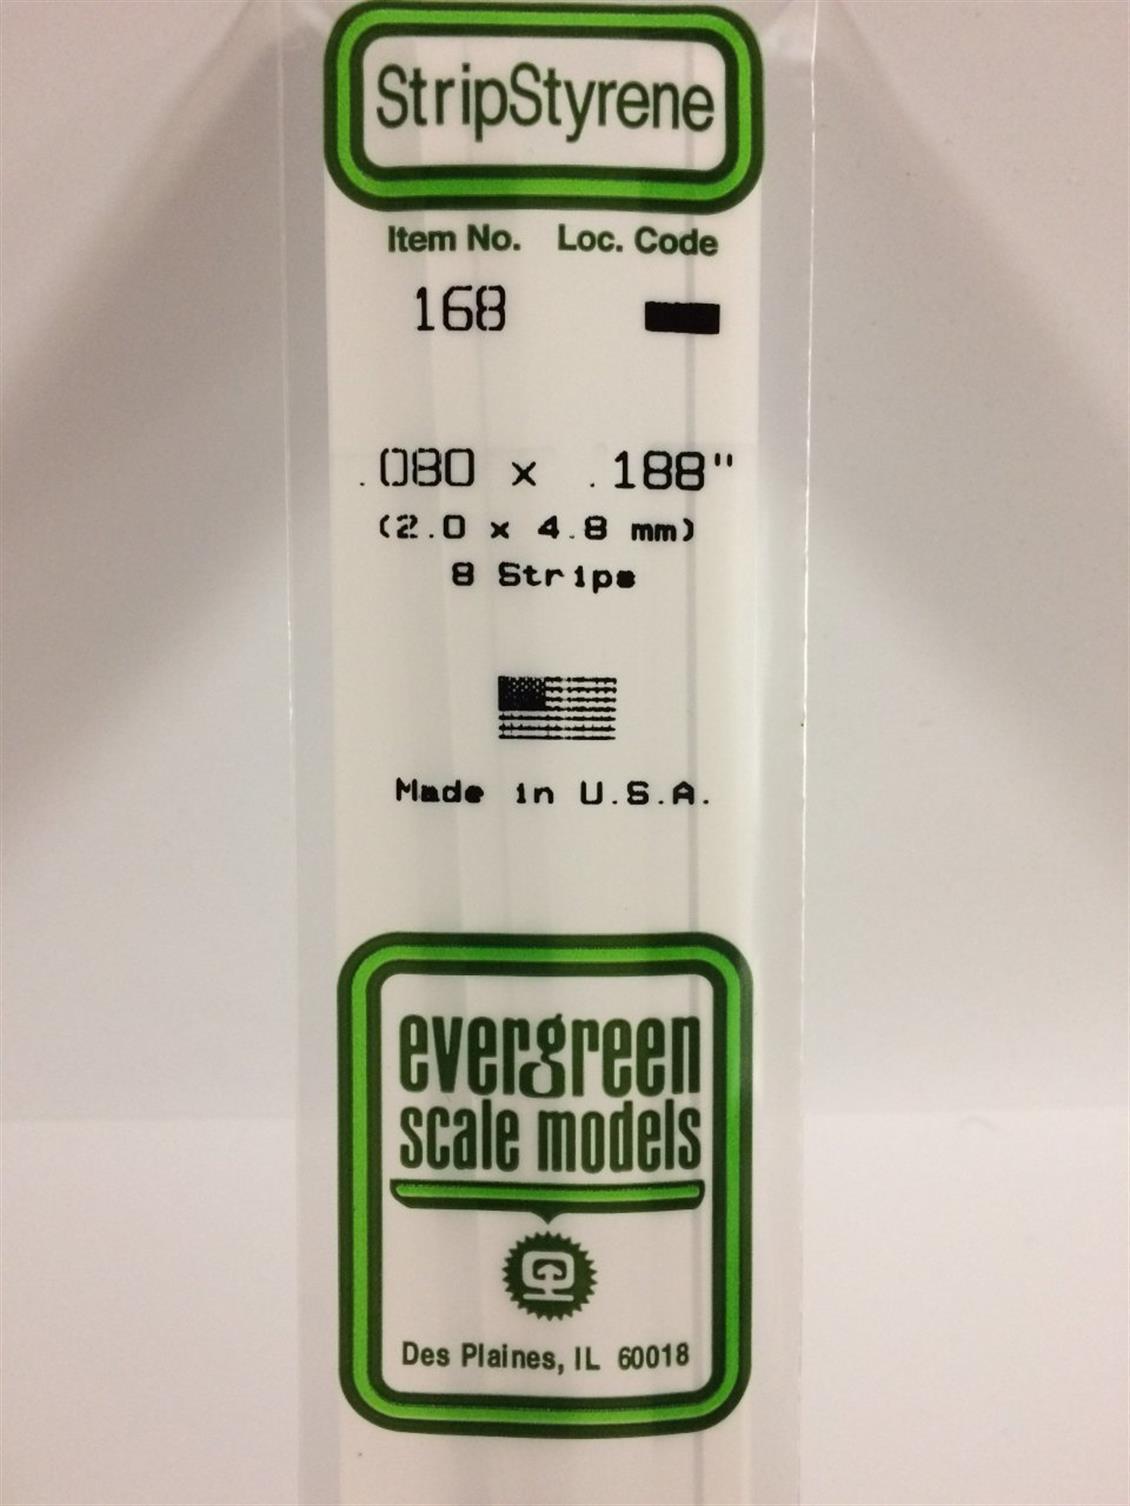 StripStyrene
Item No. Loc. Code
168
.080 x .188"
(2.0 x 4.8 mm)
8 Strips
Made in U.S.A.
evergreen
scale models
Des Plaines, IL 60018